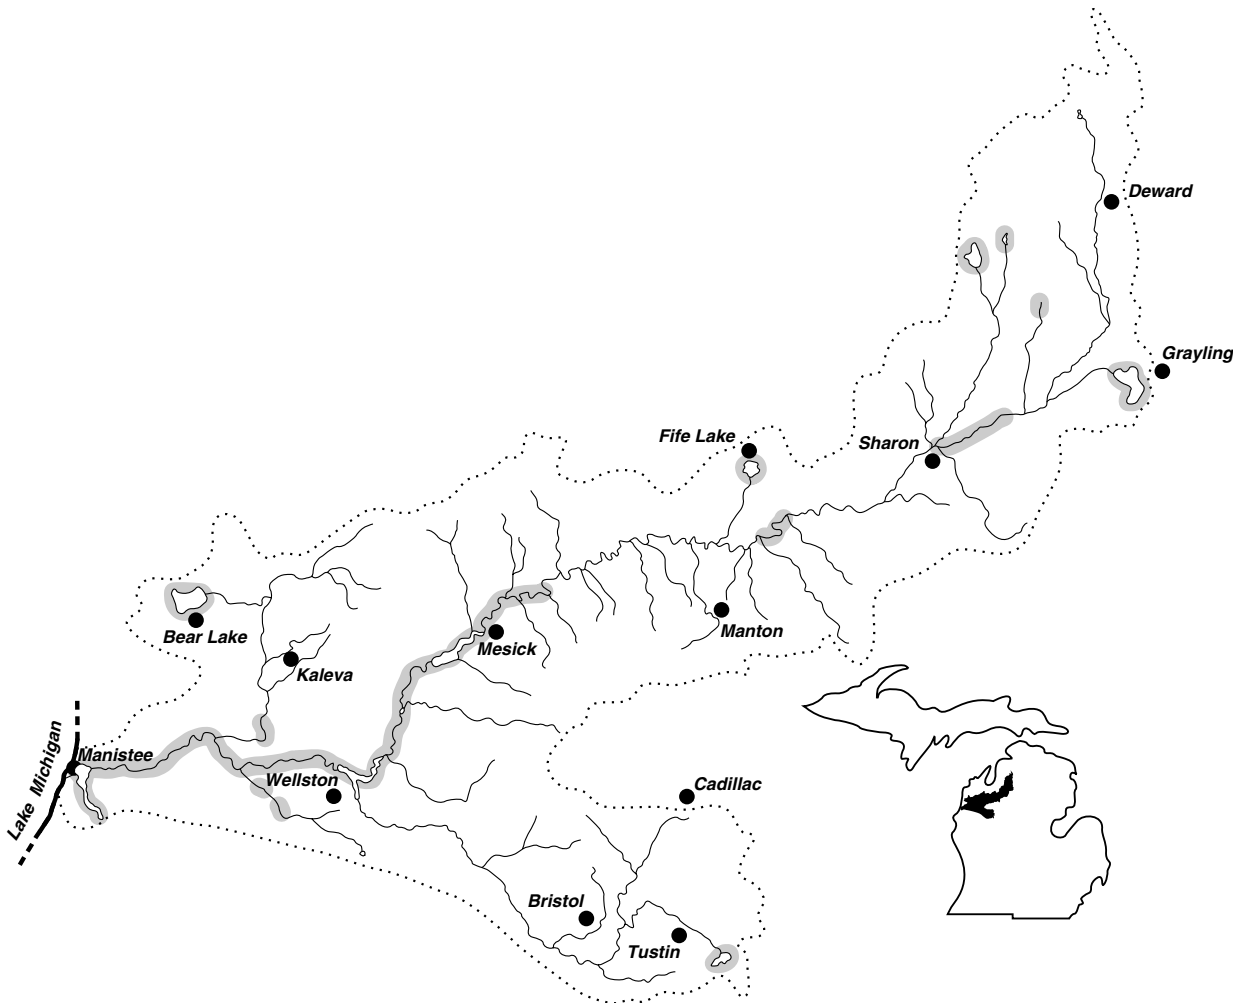 Deward
Grayling
Fife Lake
Sharon
Bear Lake
Kaleva
Mesick
Manton
Lake Michigan
Manistee
Wellston
Cadillac
Bristol
Tustin